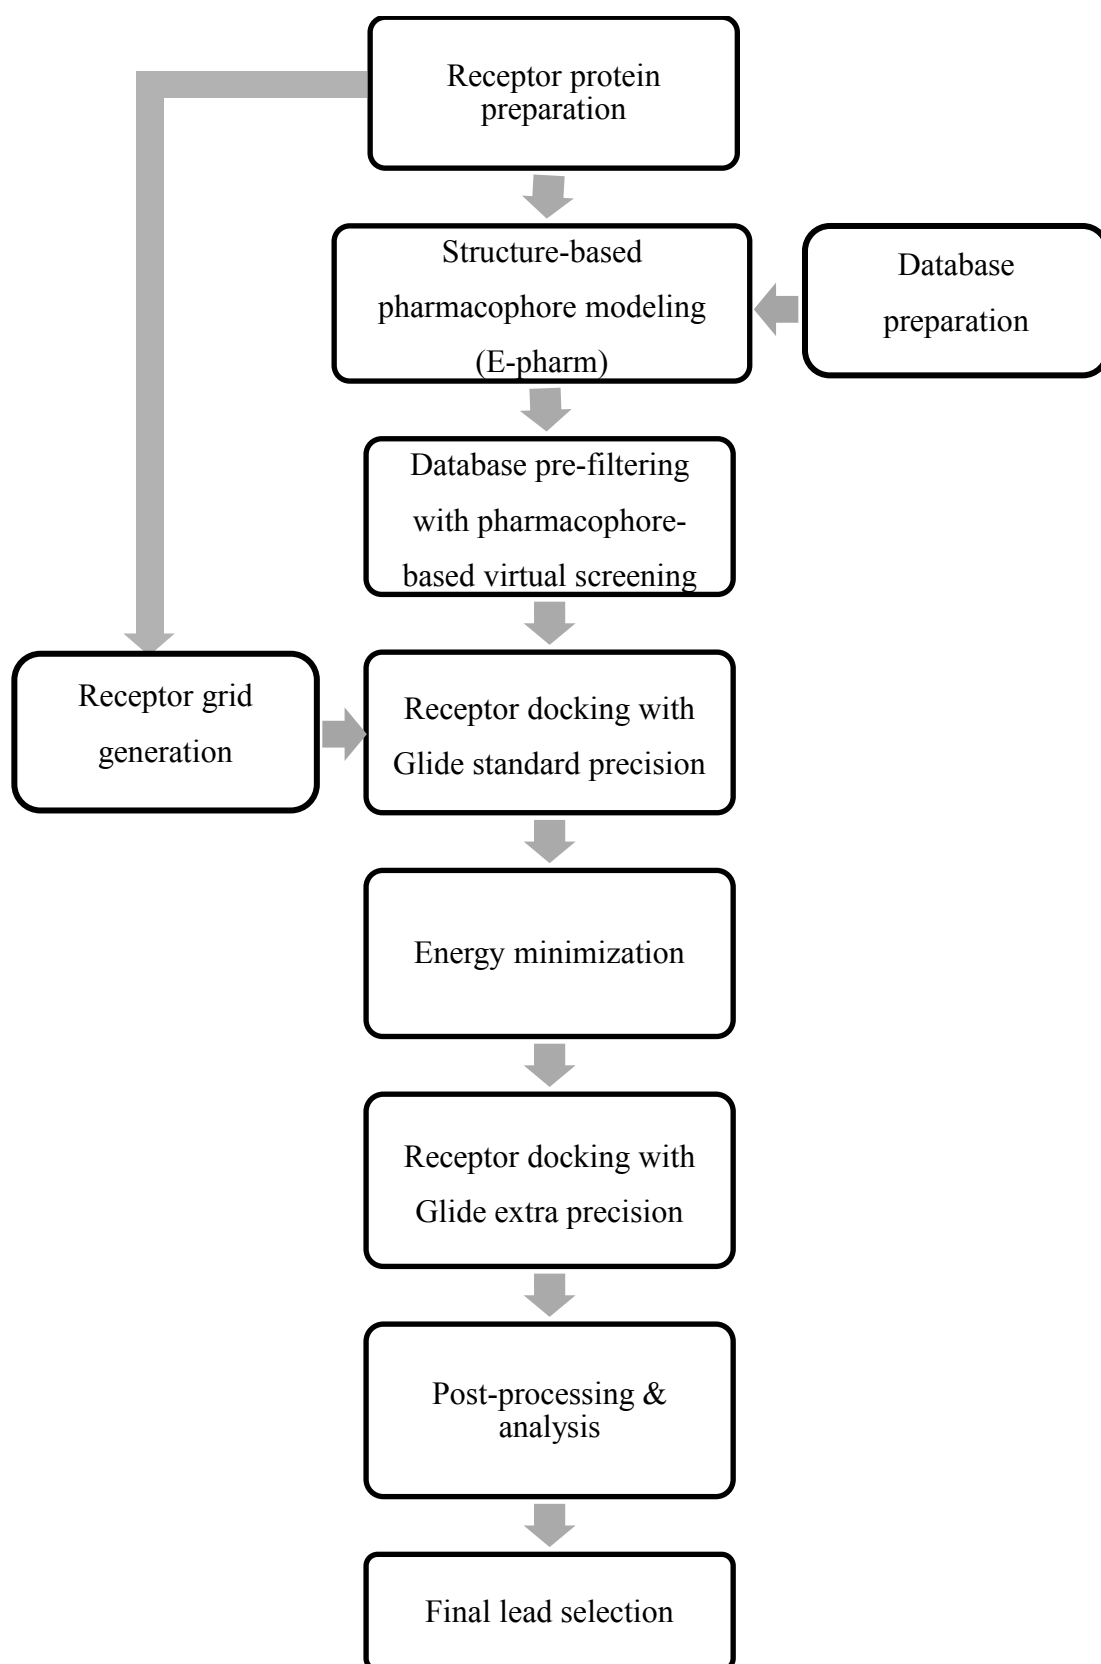 Receptor protein
preparation
Structure-based
pharmacophore modeling
(E-pharm)
Database
preparation
Database pre-filtering
with pharmacophore-
based virtual screening
Receptor grid
generation
Receptor docking with
Glide standard precision
Energy minimization
Receptor docking with
Glide extra precision
Post-processing &
analysis
Final lead selection